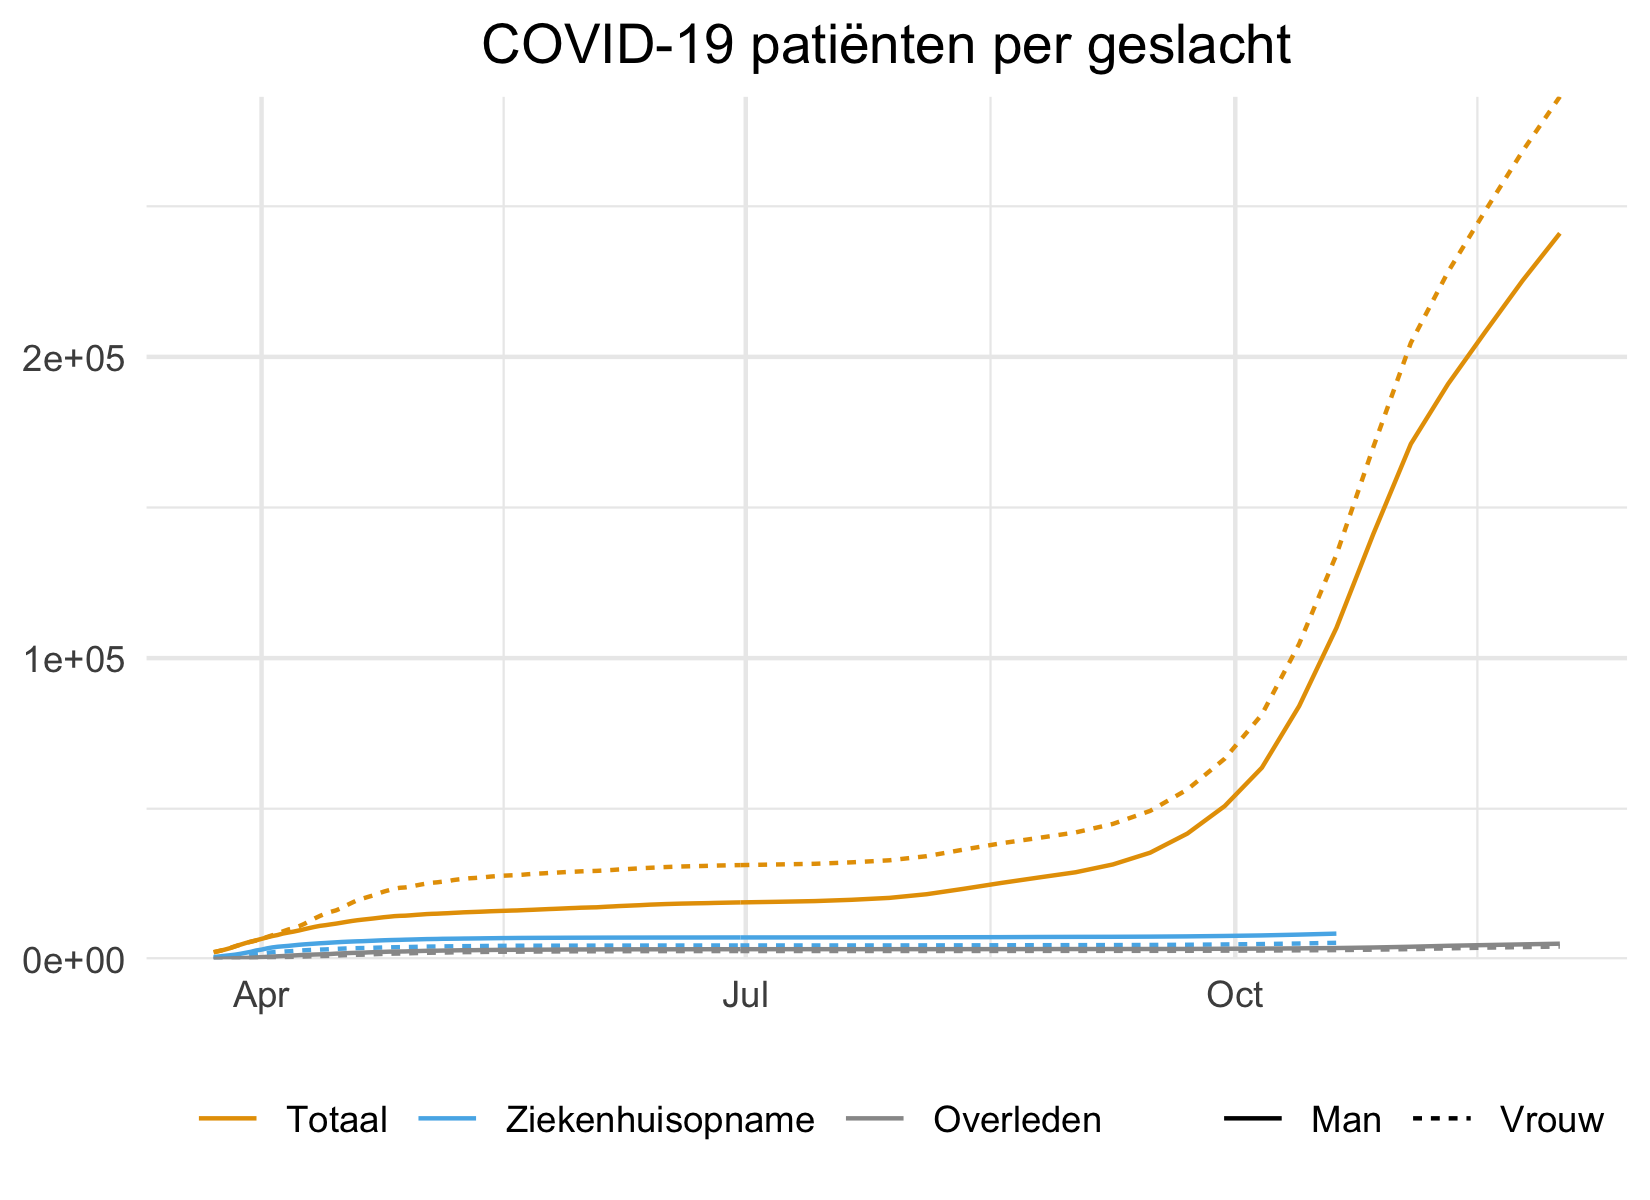 COVID-19 patiënten per geslacht
2e+05
1e+05
0e+00
Apr Jul Oct
Totaal Ziekenhuisopname Overleden Man Vrouw